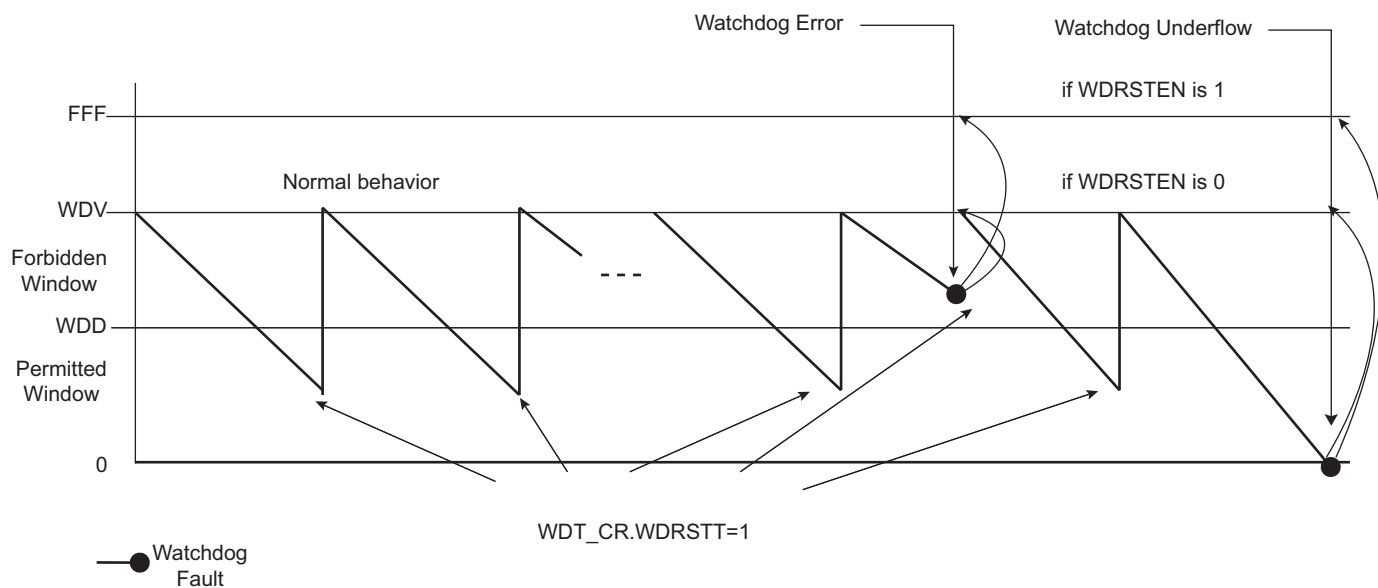 Watchdog Error
Watchdog Underflow
if WDRSTEN is 1
FFF
Normal behavior
if WDRSTEN is 0
WDV
Forbidden
Window
WDD
Permitted
Window
0
WDT_CR.WDRSTT=1
Watchdog
Fault